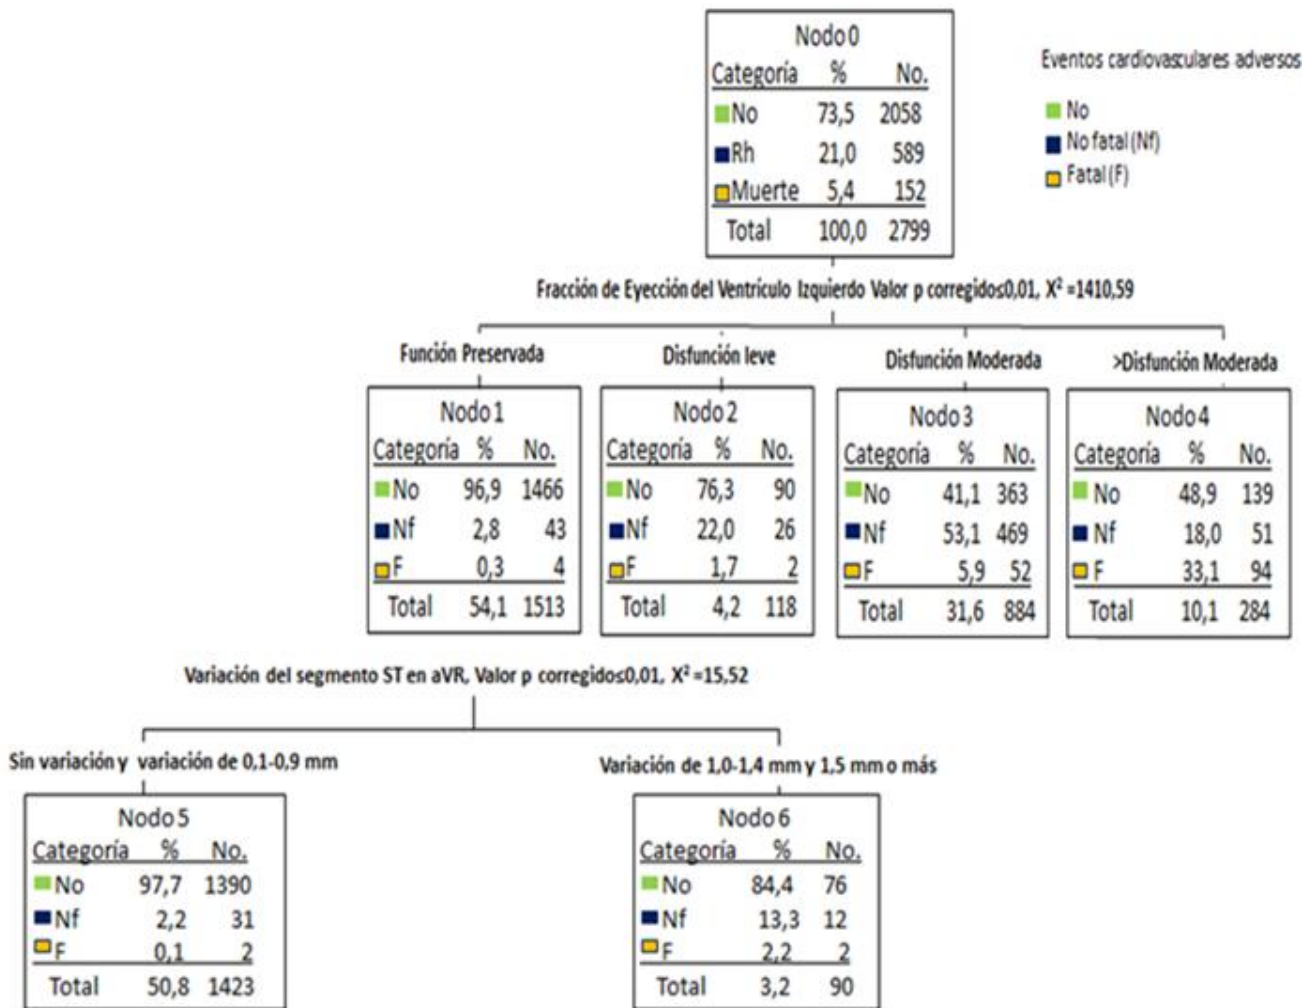 Nodo 0
Categoría % No.
No 73,5 2058
Rh 21,0 589
Muerte 5,4 152
Total 100,0 2799
Eventos cardiovasculares adversos
No
No fatal (Nf)
Fatal (F)
Fracción de Eyección del Ventrículo Izquierdo Valor p corregido≤0,01, X² =1410,59
Función Preservada
Disfunción leve
Disfunción Moderada
>Disfunción Moderada
Nodo 1
Categoría % No.
No 96,9 1466
Nf 2,8 43
F 0,3 4
Total 54,1 1513
Nodo 2
Categoría % No.
No 76,3 90
Nf 22,0 26
F 1,7 2
Total 4,2 118
Nodo 3
Categoría % No.
No 41,1 363
Nf 53,1 469
F 5,9 52
Total 31,6 884
Nodo 4
Categoría % No.
No 48,9 139
Nf 18,0 51
F 33,1 94
Total 10,1 284
Variación del segmento ST en aVR, Valor p corregido≤0,01, X² =15,52
Sin variación y variación de 0,1-0,9 mm
Variación de 1,0-1,4 mm y 1,5 mm o más
Nodo 5
Categoría % No.
No 97,7 1390
Nf 2,2 31
F 0,1 2
Total 50,8 1423
Nodo 6
Categoría % No.
No 84,4 76
Nf 13,3 12
F 2,2 2
Total 3,2 90